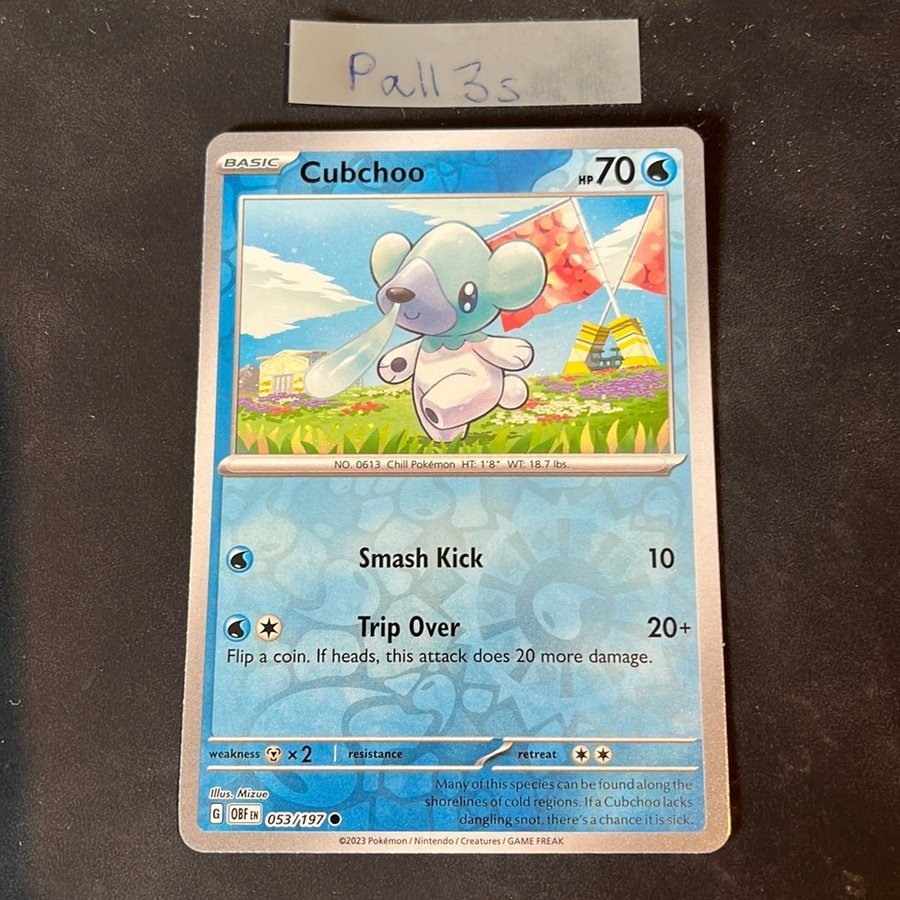 Pall3s
BASIC Cubchoo HP 70
NO. 0613 Chill Pokémon HT: 1'8" WT: 18.7 lbs.
Smash Kick 10
Trip Over 20+
Flip a coin. If heads, this attack does 20 more damage.
weakness ×2 resistance retreat
Many of this species can be found along the
shorelines of cold regions. If a Cubchoo lacks
dangling snot, there's a chance it is sick.
Illus. Mizue
G OBF EN 053/197
©2023 Pokémon / Nintendo / Creatures / GAME FREAK